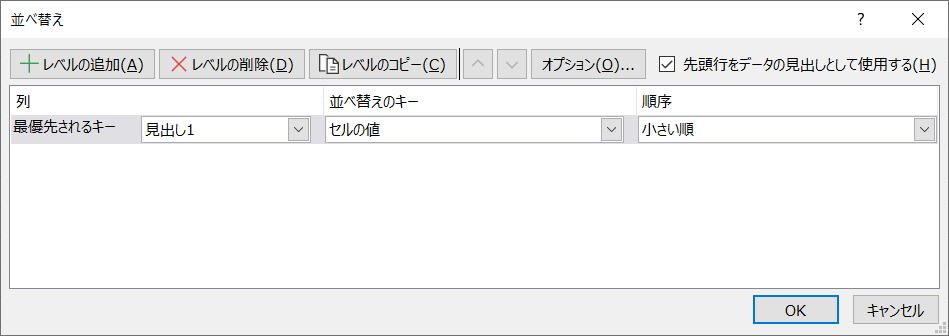 並べ替え ?
レベルの追加(A) レベルの削除(D) レベルのコピー(C) オプション(O)... 先頭行をデータの見出しとして使用する(H)
列 並べ替えのキー 順序
最優先されるキー 見出し1 セルの値 小さい順
OK キャンセル